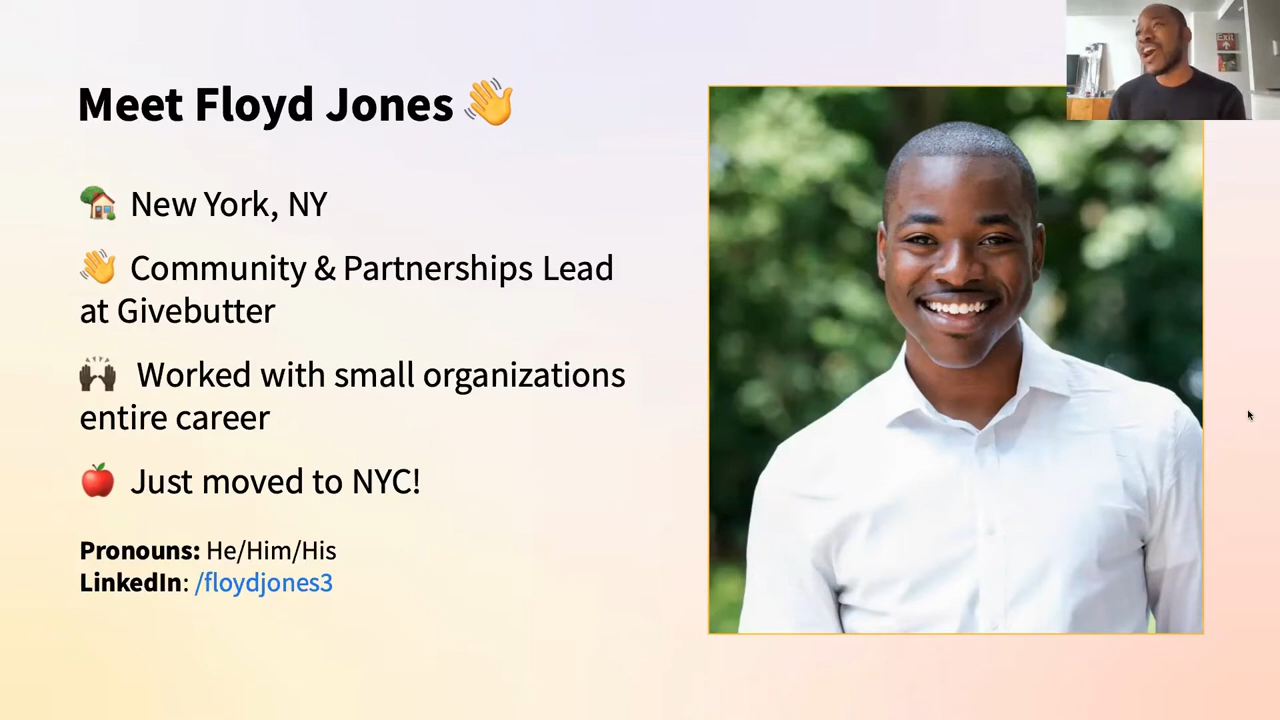 Meet Floyd Jones 👋
🏡 New York, NY
👋 Community & Partnerships Lead
at Givebutter
🙌🏿 Worked with small organizations
entire career
🍎 Just moved to NYC!
Pronouns: He/Him/His
LinkedIn: /floydjones3
Exit